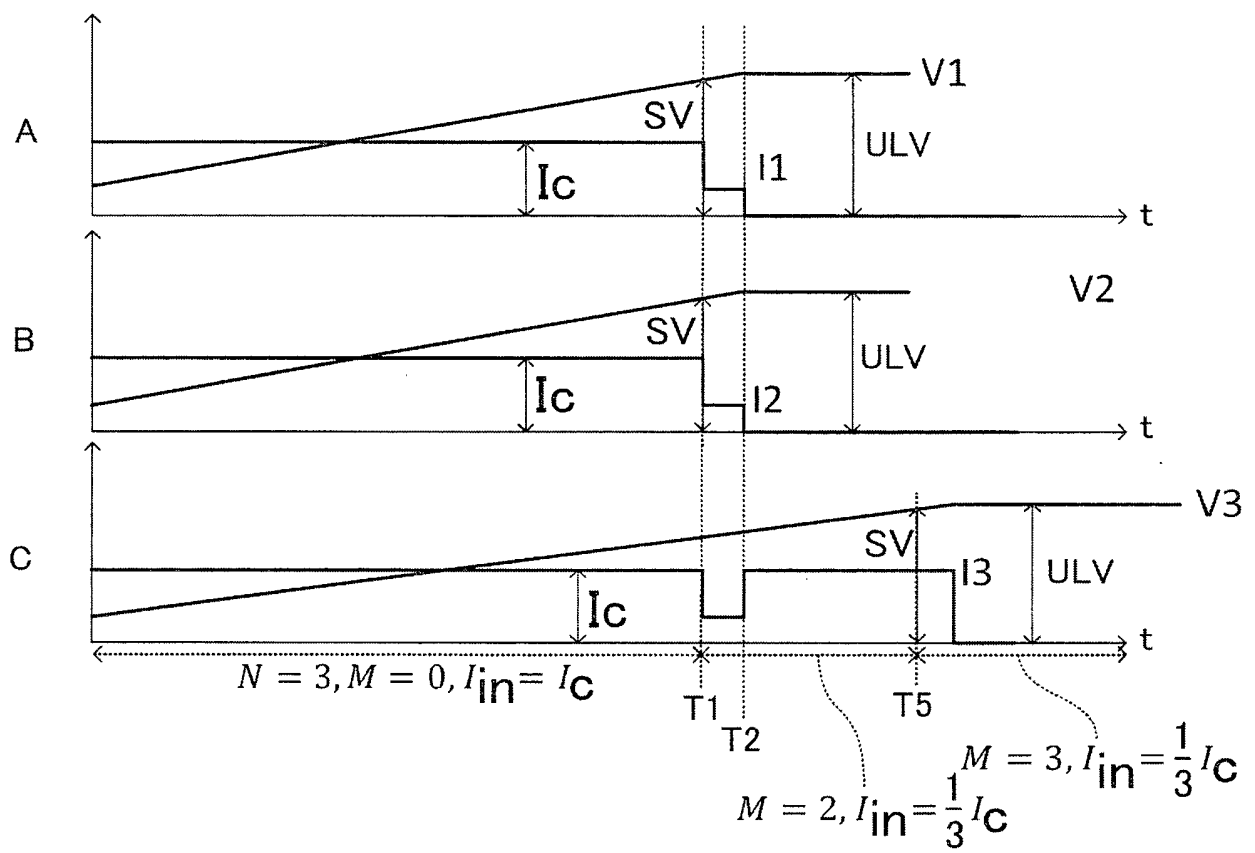 A
SV
V1
ULV
Ic
I1
t
B
SV
V2
ULV
Ic
I2
t
C
SV
V3
ULV
Ic
I3
t
N = 3, M = 0, Iin = Ic
T1
T2
T5
M = 2, Iin = 1/3 Ic
M = 3, Iin = 1/3 Ic